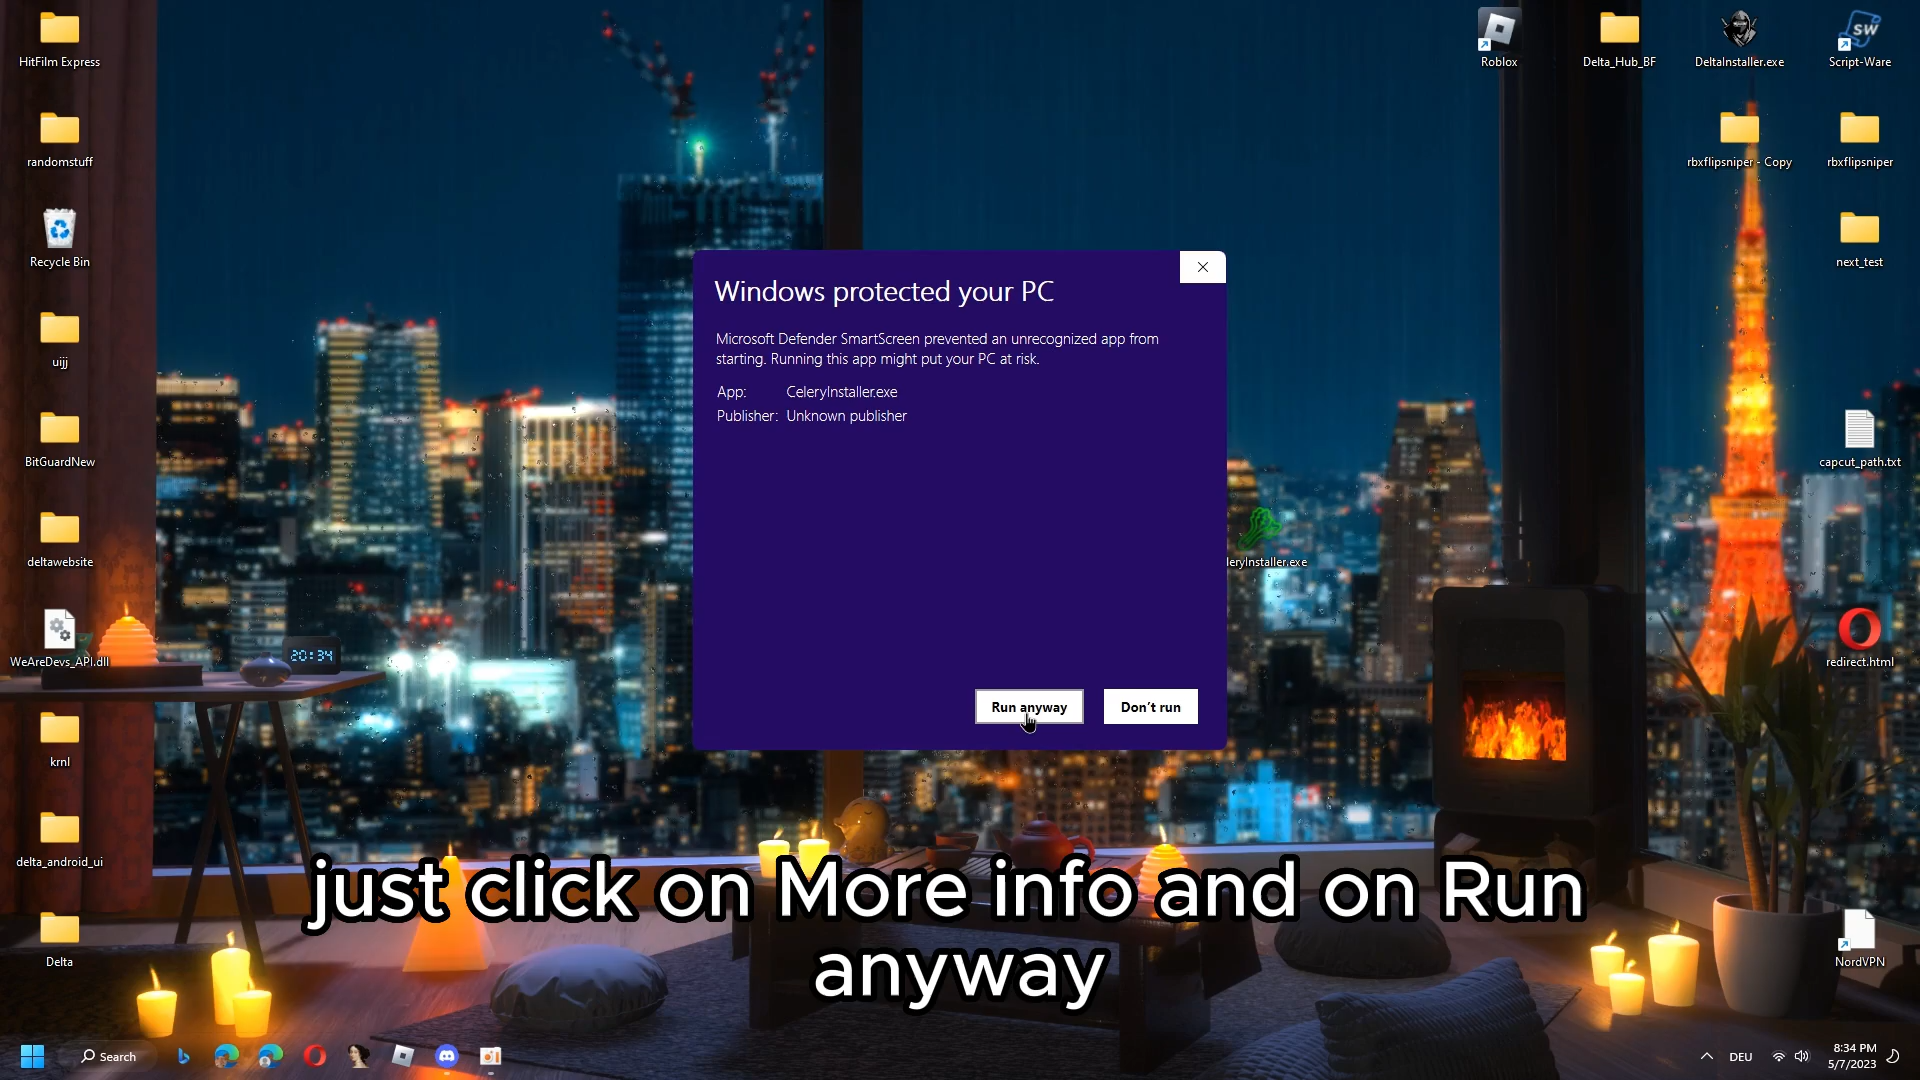 HitFilm Express
randomstuff
Recycle Bin
uijj
BitGuardNew
deltawebsite
WeAreDevs_API.dll
krnl
delta_android_ui
Delta
20:34
Windows protected your PC
Microsoft Defender SmartScreen prevented an unrecognized app from
starting. Running this app might put your PC at risk.
App: CeleryInstaller.exe
Publisher: Unknown publisher
Run anyway
Don't run
leryInstaller.exe
Roblox
Delta_Hub_BF
DeltaInstaller.exe
SW
Script-Ware
rbxflipsniper - Copy
rbxflipsniper
next_test
capcut_path.txt
redirect.html
NordVPN
just click on More info and on Run
anyway
Search
DEU
8:34 PM
5/7/2023